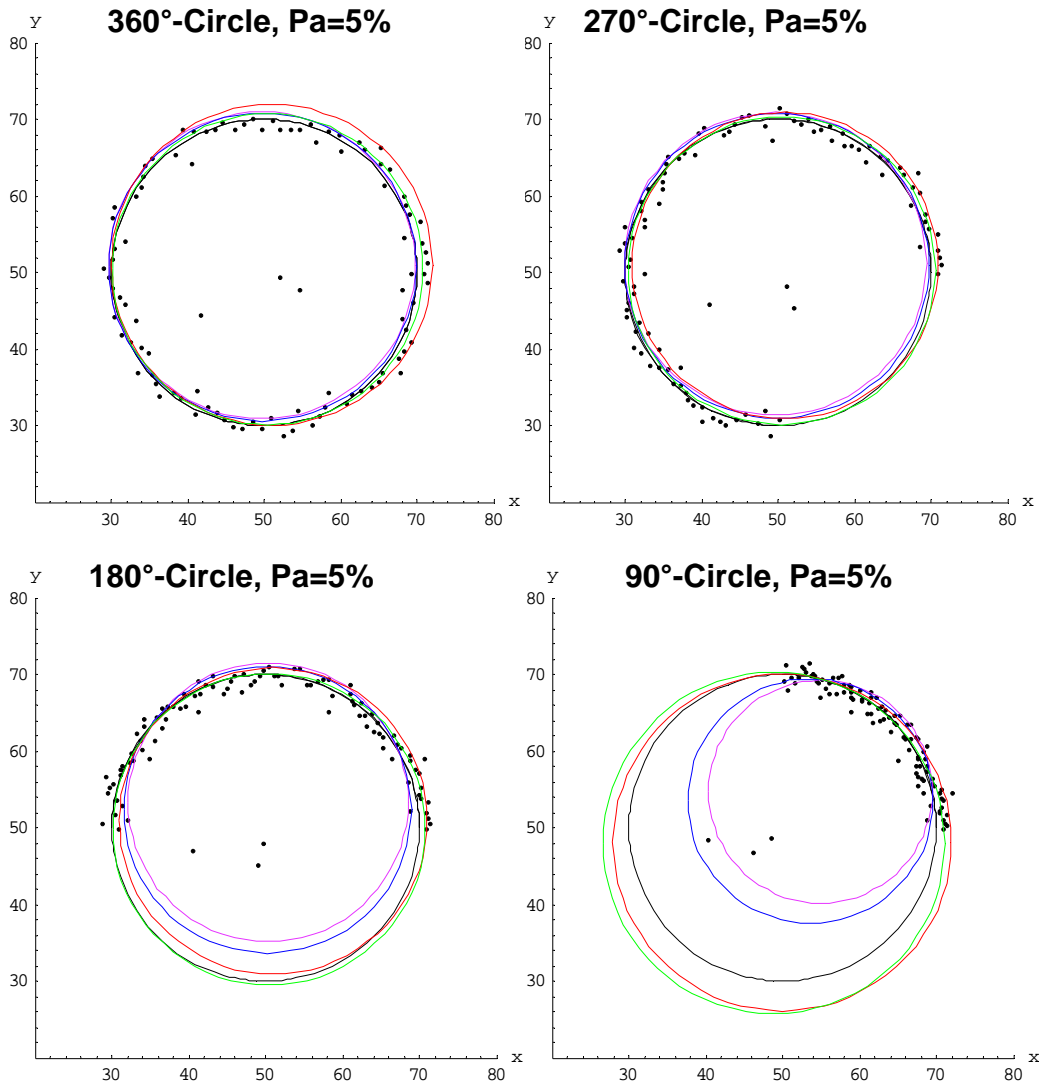 360°-Circle, Pa=5%
y
80
70
60
50
40
30
30 40 50 60 70 80 x
270°-Circle, Pa=5%
y
80
70
60
50
40
30
30 40 50 60 70 80 x
180°-Circle, Pa=5%
y
80
70
60
50
40
30
30 40 50 60 70 80 x
90°-Circle, Pa=5%
y
80
70
60
50
40
30
30 40 50 60 70 80 x